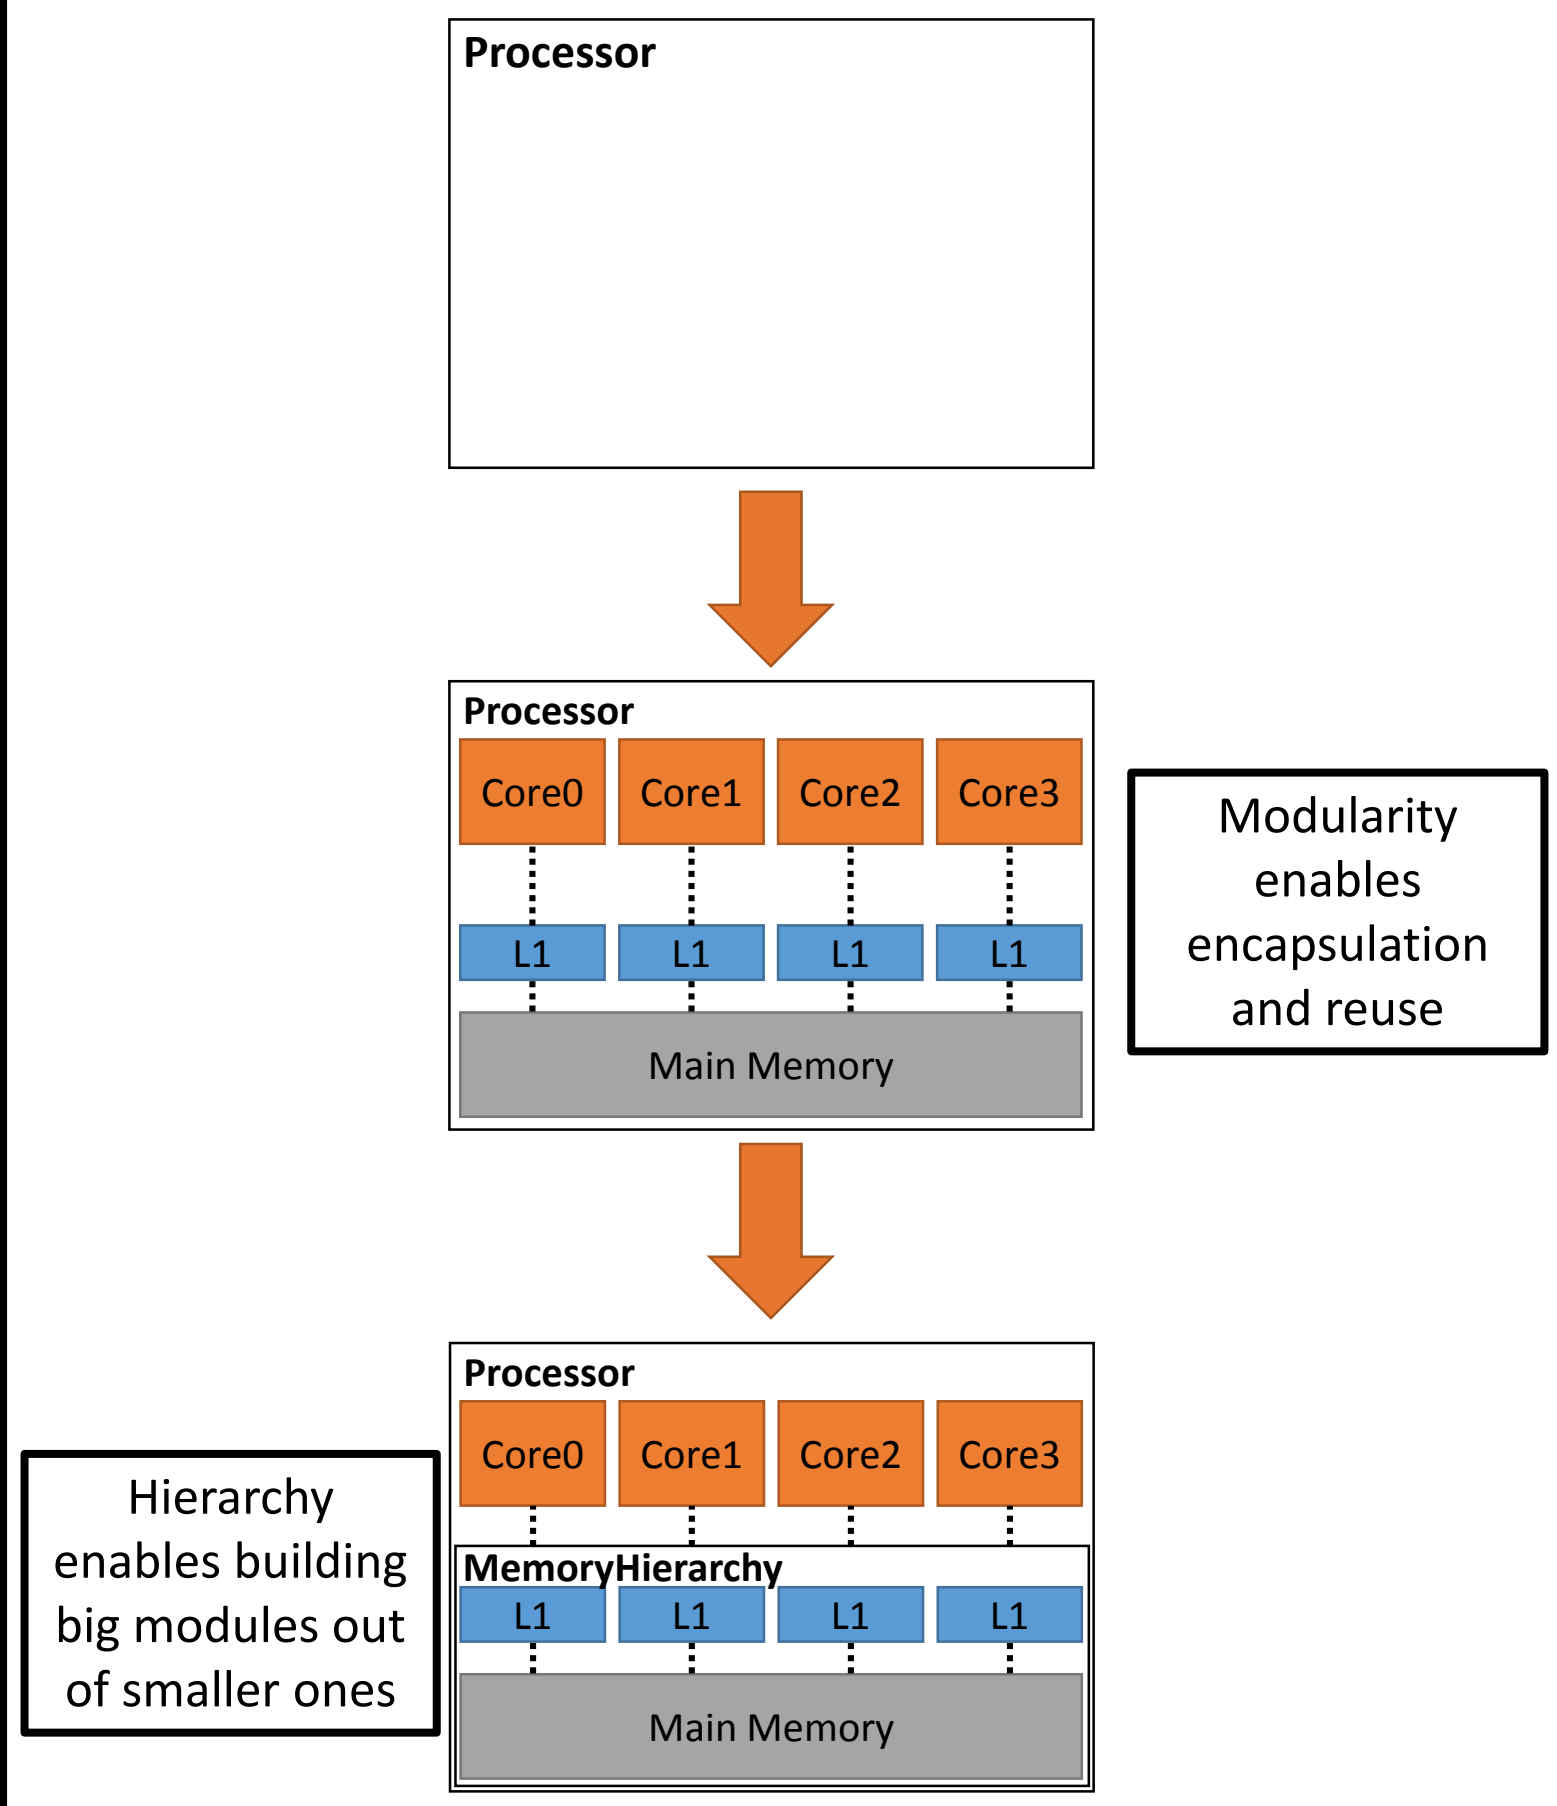 Processor
Processor
Core0 Core1 Core2 Core3
L1 L1 L1 L1
Main Memory
Modularity
enables
encapsulation
and reuse
Processor
Core0 Core1 Core2 Core3
MemoryHierarchy
L1 L1 L1 L1
Main Memory
Hierarchy
enables building
big modules out
of smaller ones